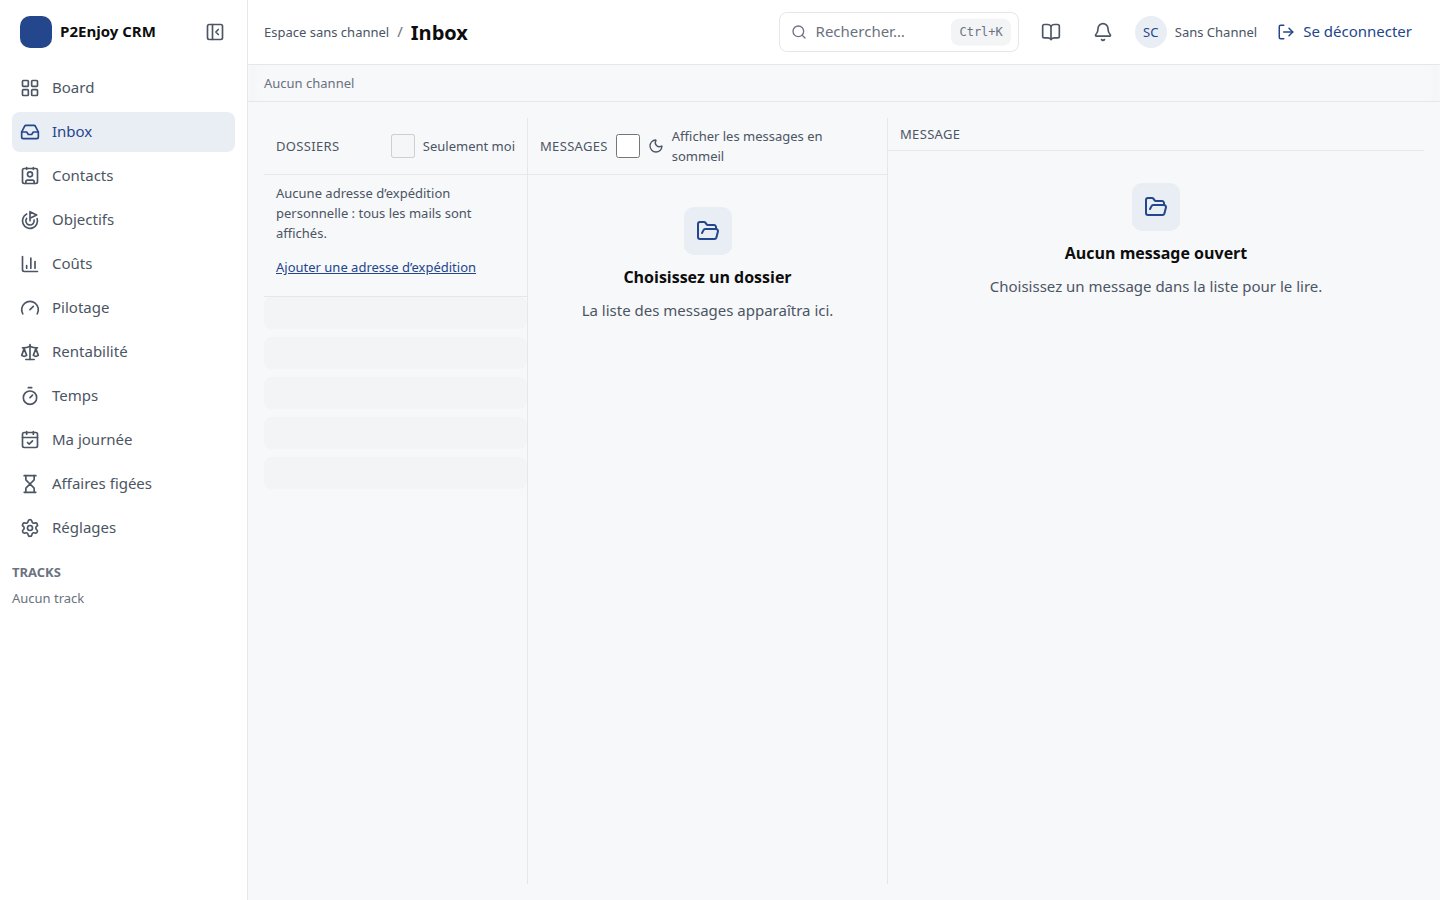 P2Enjoy CRM
Board
Inbox
Contacts
Objectifs
Coûts
Pilotage
Rentabilité
Temps
Ma journée
Affaires figées
Réglages
TRACKS
Aucun track
Espace sans channel / Inbox
Rechercher... Ctrl+K
SC Sans Channel
Se déconnecter
Aucun channel
DOSSIERS
Seulement moi
Aucune adresse d’expédition
personnelle : tous les mails sont
affichés.
Ajouter une adresse d’expédition
MESSAGES
Afficher les messages en
sommeil
Choisissez un dossier
La liste des messages apparaîtra ici.
MESSAGE
Aucun message ouvert
Choisissez un message dans la liste pour le lire.